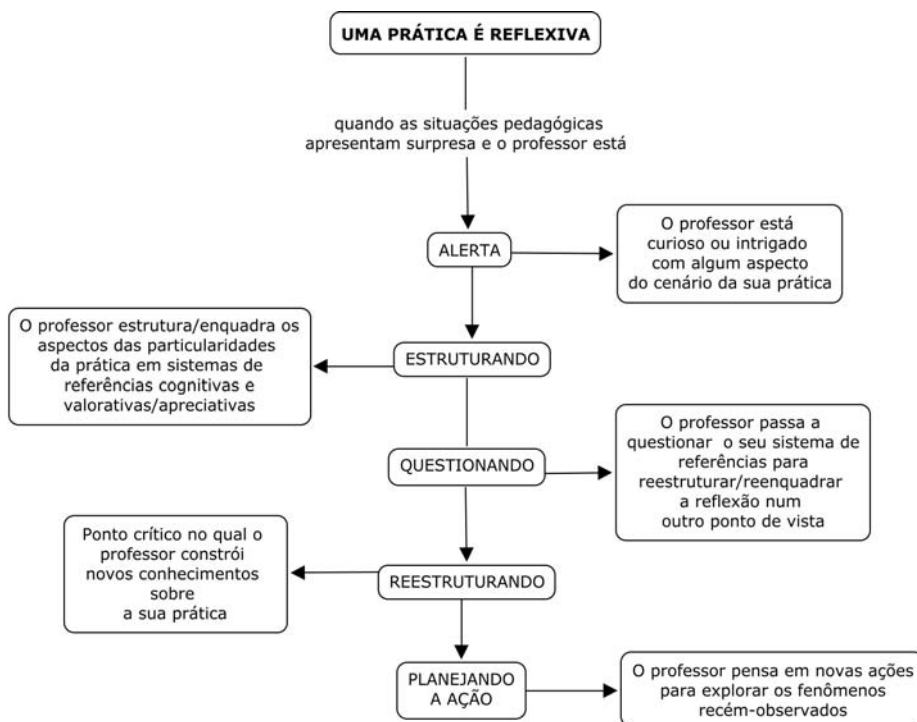 UMA PRÁTICA É REFLEXIVA
quando as situações pedagógicas
apresentam surpresa e o professor está
ALERTA
O professor está
curioso ou intrigado
com algum aspecto
do cenário da sua prática
ESTRUTURANDO
O professor estrutura/enquadra os
aspectos das particularidades
da prática em sistemas de
referências cognitivas e
valorativas/apreciativas
QUESTIONANDO
O professor passa a
questionar o seu sistema de
referências para
reestruturar/reenquadrar
a reflexão num
outro ponto de vista
REESTRUTURANDO
Ponto crítico no qual o
professor constrói
novos conhecimentos
sobre
a sua prática
PLANEJANDO
A AÇÃO
O professor pensa em novas ações
para explorar os fenômenos
recém-observados